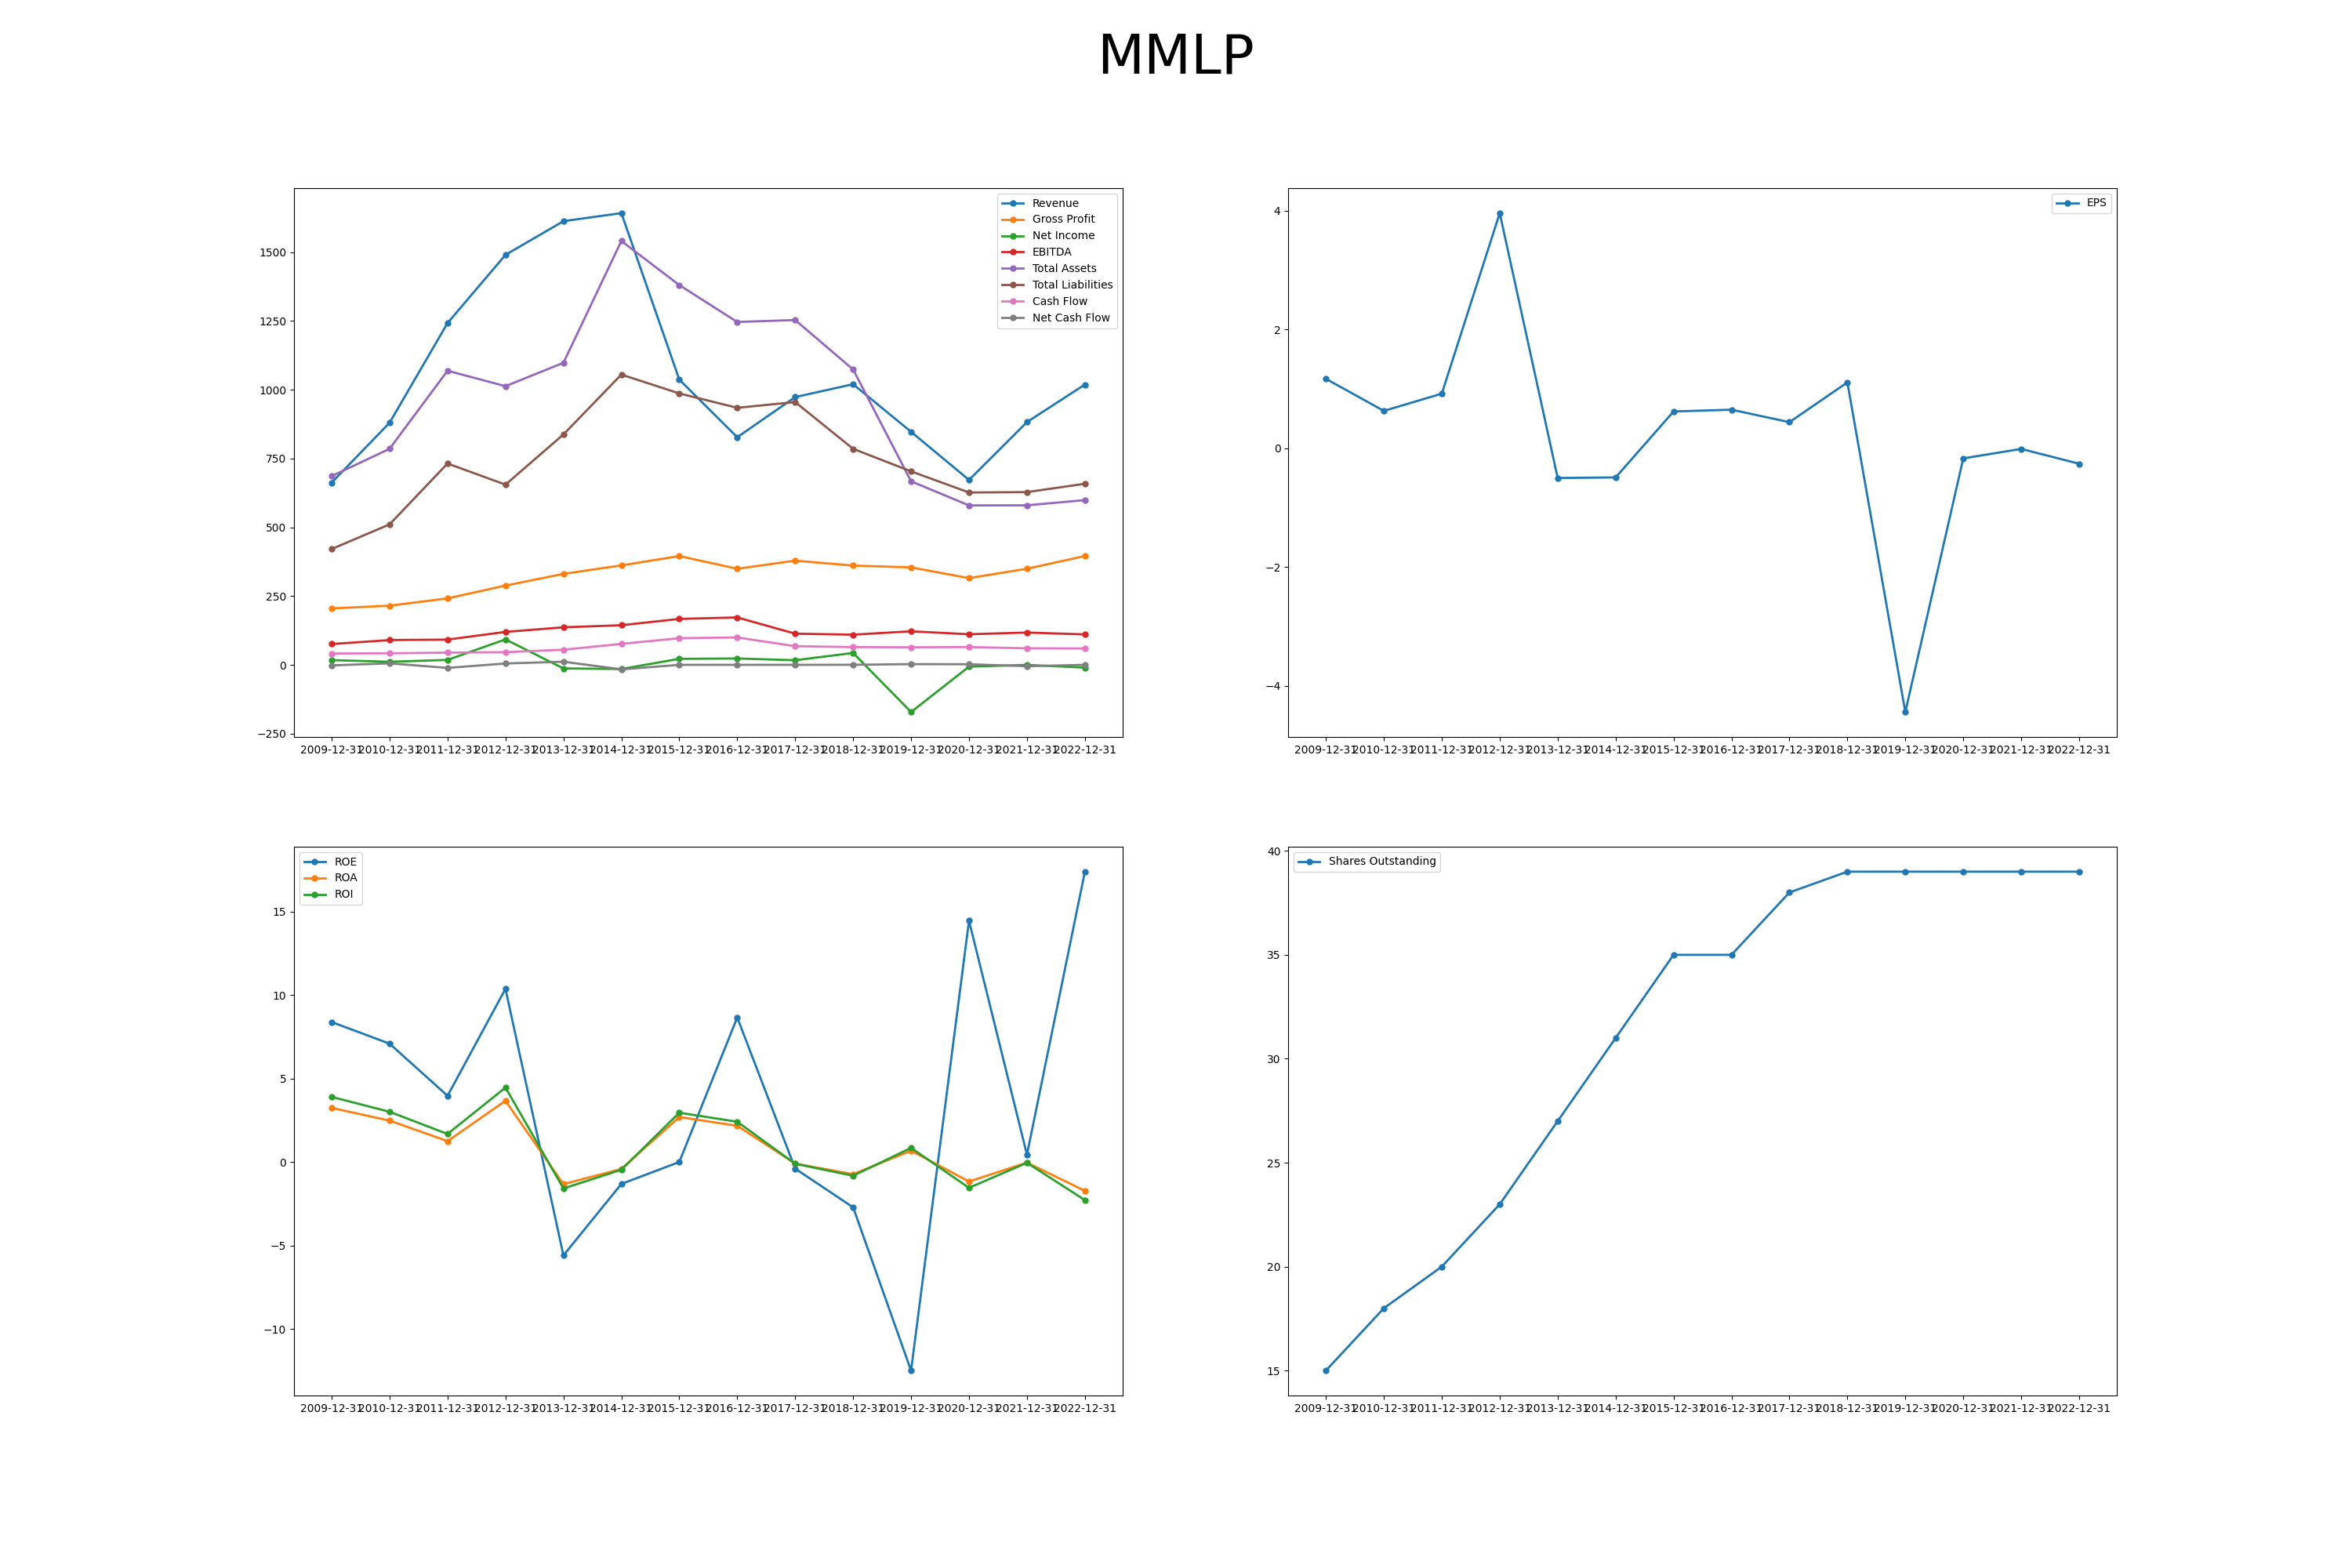 MMLP
Revenue
Gross Profit
Net Income
EBITDA
Total Assets
Total Liabilities
Cash Flow
Net Cash Flow
1500
1250
1000
750
500
250
0
−250
2009-12-31 2010-12-31 2011-12-31 2012-12-31 2013-12-31 2014-12-31 2015-12-31 2016-12-31 2017-12-31 2018-12-31 2019-12-31 2020-12-31 2021-12-31 2022-12-31
EPS
4
2
0
−2
−4
2009-12-31 2010-12-31 2011-12-31 2012-12-31 2013-12-31 2014-12-31 2015-12-31 2016-12-31 2017-12-31 2018-12-31 2019-12-31 2020-12-31 2021-12-31 2022-12-31
ROE
ROA
ROI
15
10
5
0
−5
−10
2009-12-31 2010-12-31 2011-12-31 2012-12-31 2013-12-31 2014-12-31 2015-12-31 2016-12-31 2017-12-31 2018-12-31 2019-12-31 2020-12-31 2021-12-31 2022-12-31
Shares Outstanding
40
35
30
25
20
15
2009-12-31 2010-12-31 2011-12-31 2012-12-31 2013-12-31 2014-12-31 2015-12-31 2016-12-31 2017-12-31 2018-12-31 2019-12-31 2020-12-31 2021-12-31 2022-12-31